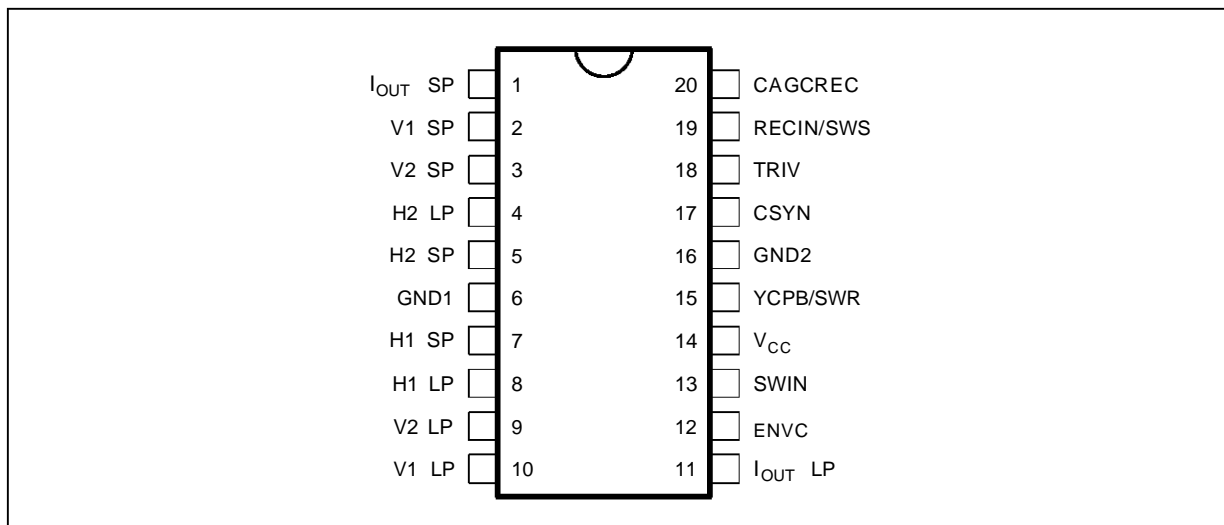 I_OUT SP 1 20 CAGCREC
V1 SP 2 19 RECIN/SWS
V2 SP 3 18 TRIV
H2 LP 4 17 CSYN
H2 SP 5 16 GND2
GND1 6 15 YCPB/SWR
H1 SP 7 14 V_CC
H1 LP 8 13 SWIN
V2 LP 9 12 ENVC
V1 LP 10 11 I_OUT LP